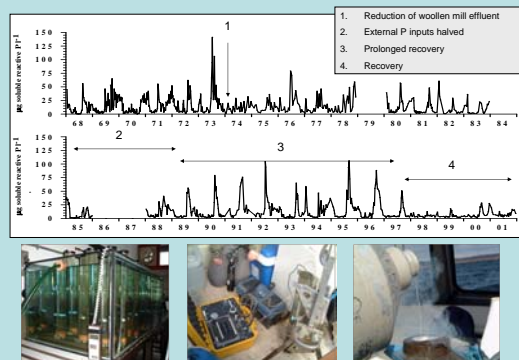 1. Reduction of woollen mill effluent
2. External P inputs halved
3. Prolonged recovery
4. Recovery
1
µg soluble reactive P l-1
150
125
100
75
50
25
0
68 69 70 71 72 73 74 75 76 77 78 79 80 81 82 83 84
2
3
4
µg soluble reactive P l-1
150
125
100
75
50
25
0
85 86 87 88 89 90 91 92 93 94 95 96 97 98 99 00 01